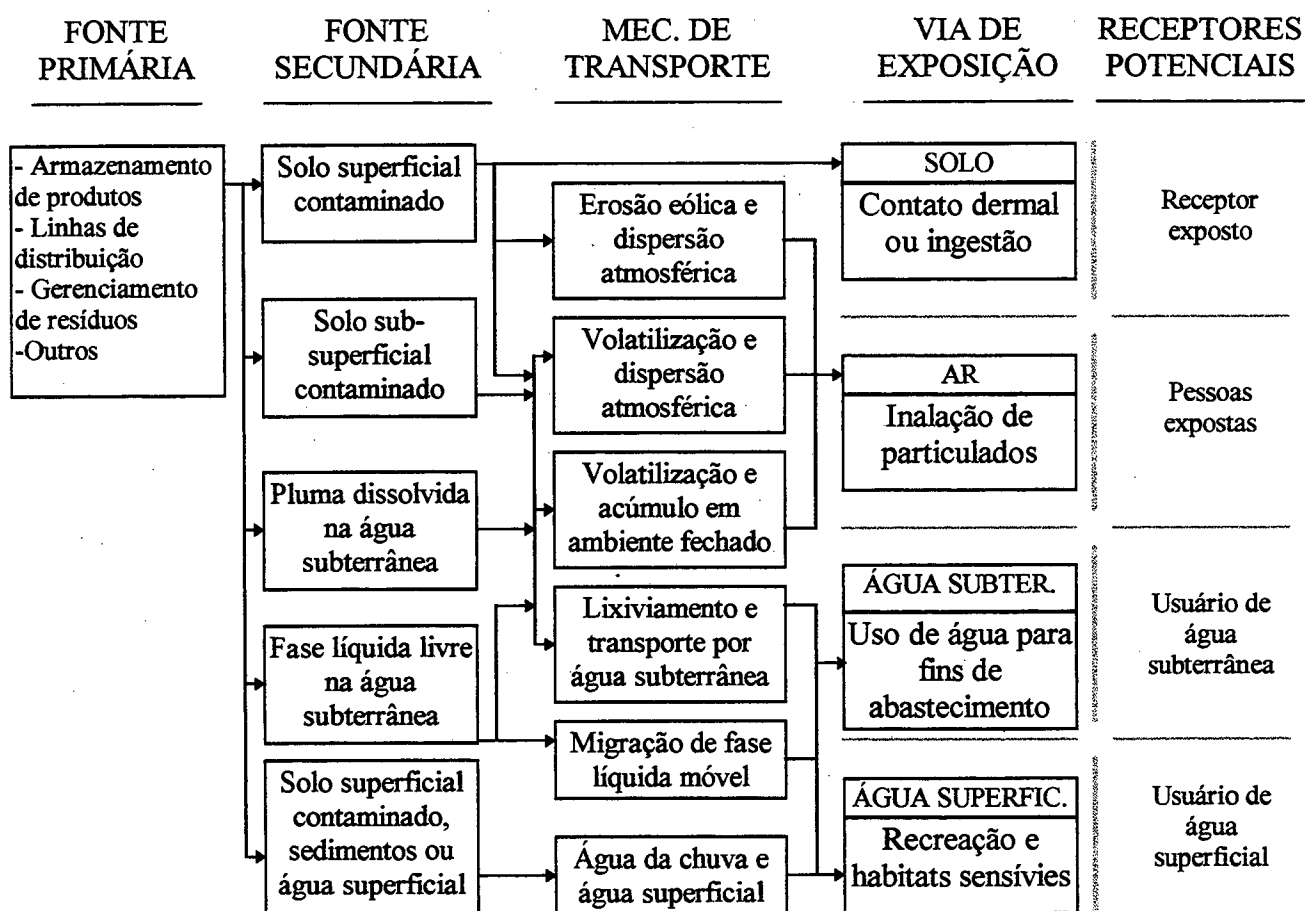 FONTE
PRIMÁRIA
FONTE
SECUNDÁRIA
MEC. DE
TRANSPORTE
VIA DE
EXPOSIÇÃO
RECEPTORES
POTENCIAIS
- Armazenamento
de produtos
- Linhas de
distribuição
- Gerenciamento
de resíduos
-Outros
Solo superficial
contaminado
Solo sub-
superficial
contaminado
Pluma dissolvida
na água
subterrânea
Fase líquida livre
na água
subterrânea
Solo superficial
contaminado,
sedimentos ou
água superficial
Erosão eólica e
dispersão
atmosférica
Volatilização e
dispersão
atmosférica
Volatilização e
acúmulo em
ambiente fechado
Lixiviamento e
transporte por
água subterrânea
Migração de fase
líquida móvel
Água da chuva e
água superficial
SOLO
Contato dermal
ou ingestão
AR
Inalação de
particulados
ÁGUA SUBTER.
Uso de água para
fins de
abastecimento
ÁGUA SUPERFIC.
Recreação e
habitats sensívies
Receptor
exposto
Pessoas
expostas
Usuário de
água
subterrânea
Usuário de
água
superficial